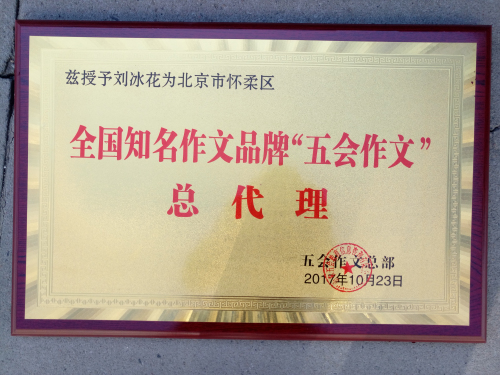 兹授予刘冰花为北京市怀柔区
全国知名作文品牌“五会作文”
总代理
五会作文总部
2017年10月23日